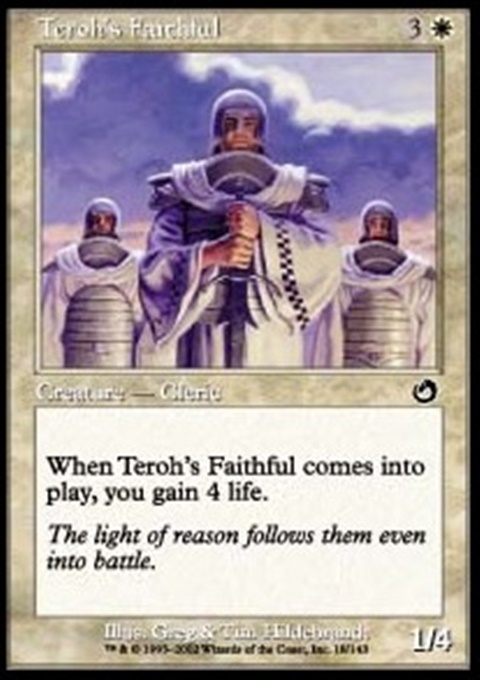 Teroh's Faithful 3
Creature — Cleric
When Teroh's Faithful comes into
play, you gain 4 life.
The light of reason follows them even
into battle.
Illus. Greg & Tim Hildebrandt
™ & © 1993–2002 Wizards of the Coast, Inc. 18/143
1/4